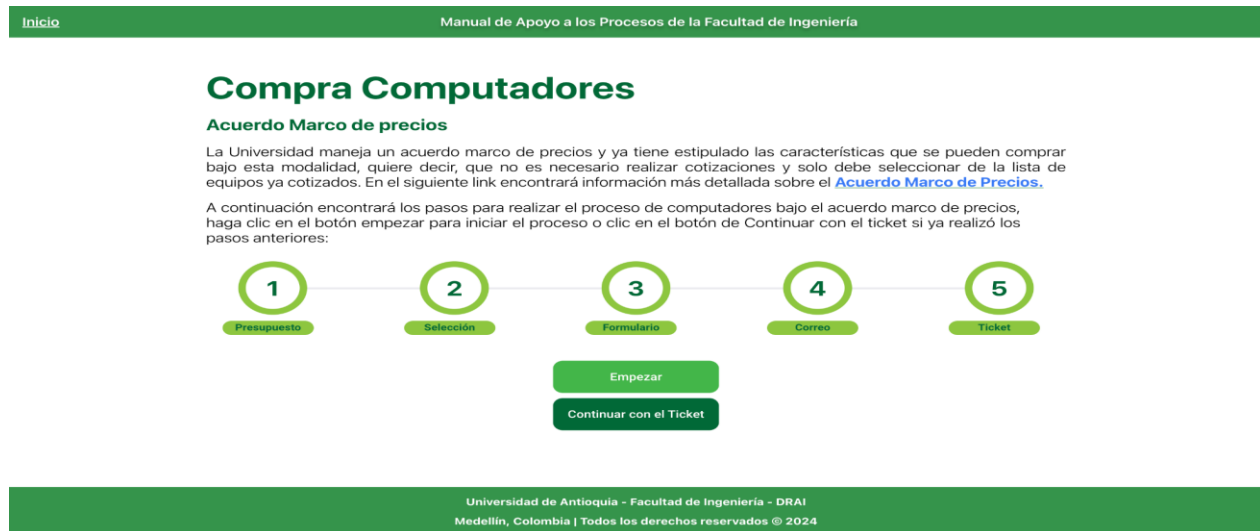 Inicio
Manual de Apoyo a los Procesos de la Facultad de Ingeniería
Compra Computadores
Acuerdo Marco de precios
La Universidad maneja un acuerdo marco de precios y ya tiene estipulado las características que se pueden comprar
bajo esta modalidad, quiere decir, que no es necesario realizar cotizaciones y solo debe seleccionar de la lista de
equipos ya cotizados. En el siguiente link encontrará información más detallada sobre el Acuerdo Marco de Precios.
A continuación encontrará los pasos para realizar el proceso de computadores bajo el acuerdo marco de precios,
haga clic en el botón empezar para iniciar el proceso o clic en el botón de Continuar con el ticket si ya realizó los
pasos anteriores:
1 2 3 4 5
Presupuesto Selección Formulario Correo Ticket
Empezar
Continuar con el Ticket
Universidad de Antioquia - Facultad de Ingeniería - DRAI
Medellín, Colombia | Todos los derechos reservados © 2024